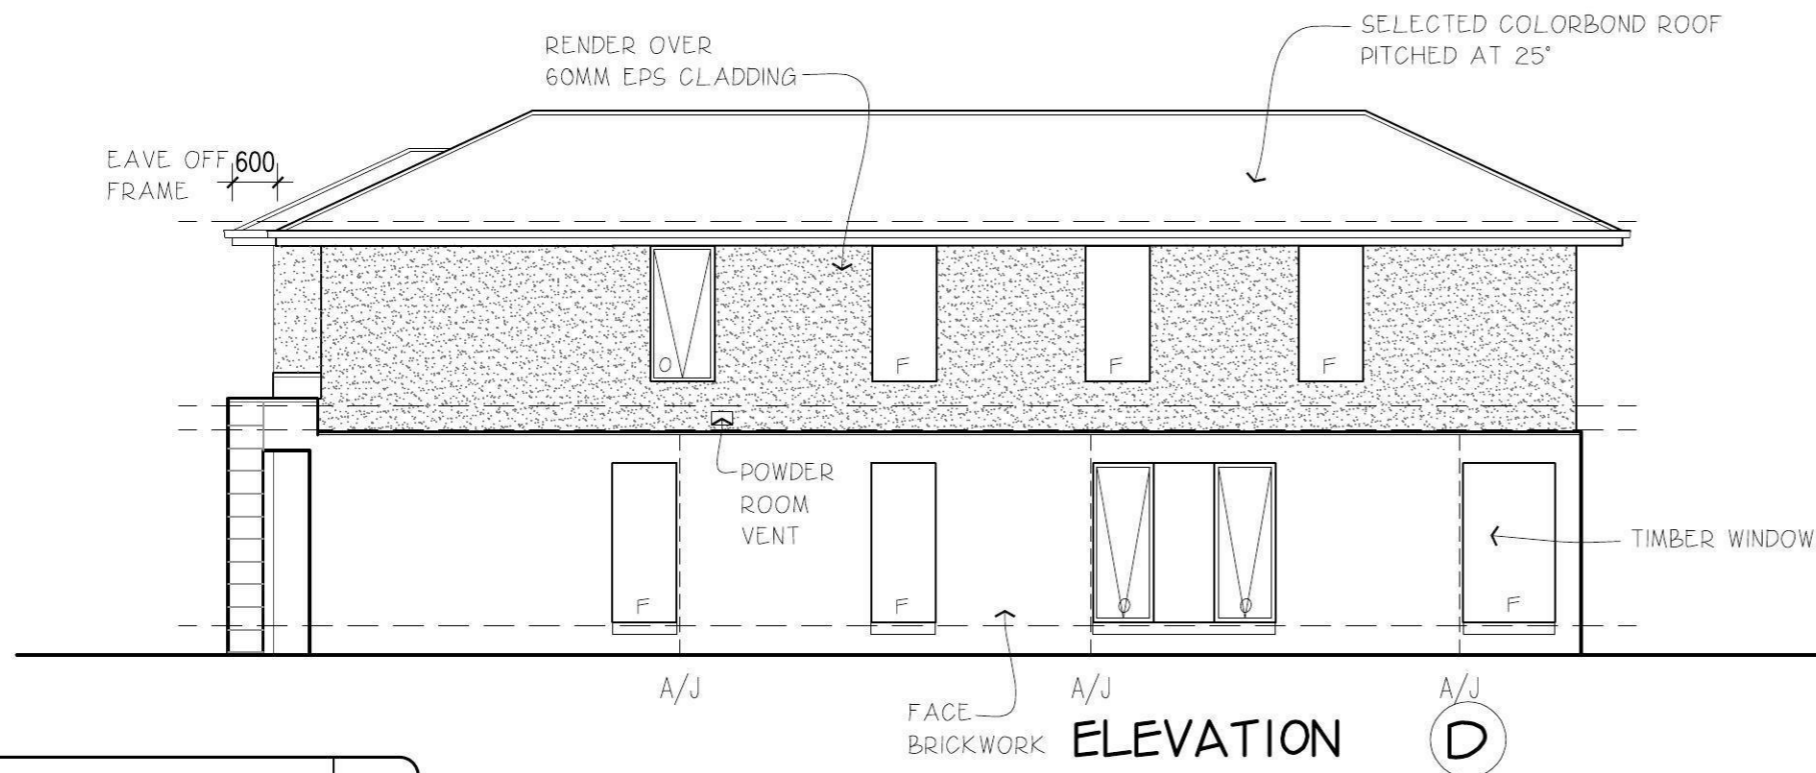 RENDER OVER
60MM EPS CLADDING
SELECTED COLORBOND ROOF
PITCHED AT 25°
EAVE OFF 600
FRAME
O
F
F
F
POWDER
ROOM
VENT
F
F
O
O
F
TIMBER WINDOW
A/J
A/J
A/J
FACE
BRICKWORK
ELEVATION D